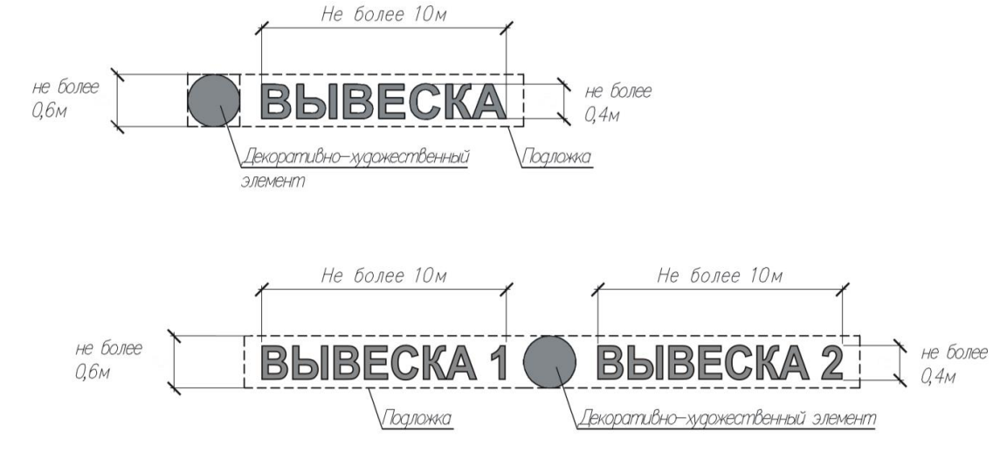 Не более 10м
не более
0,6м
ВЫВЕСКА
не более
0,4м
Декоративно-художественный
элемент
Подложка
Не более 10м
Не более 10м
не более
0,6м
ВЫВЕСКА 1
ВЫВЕСКА 2
не более
0,4м
Подложка
Декоративно-художественный элемент